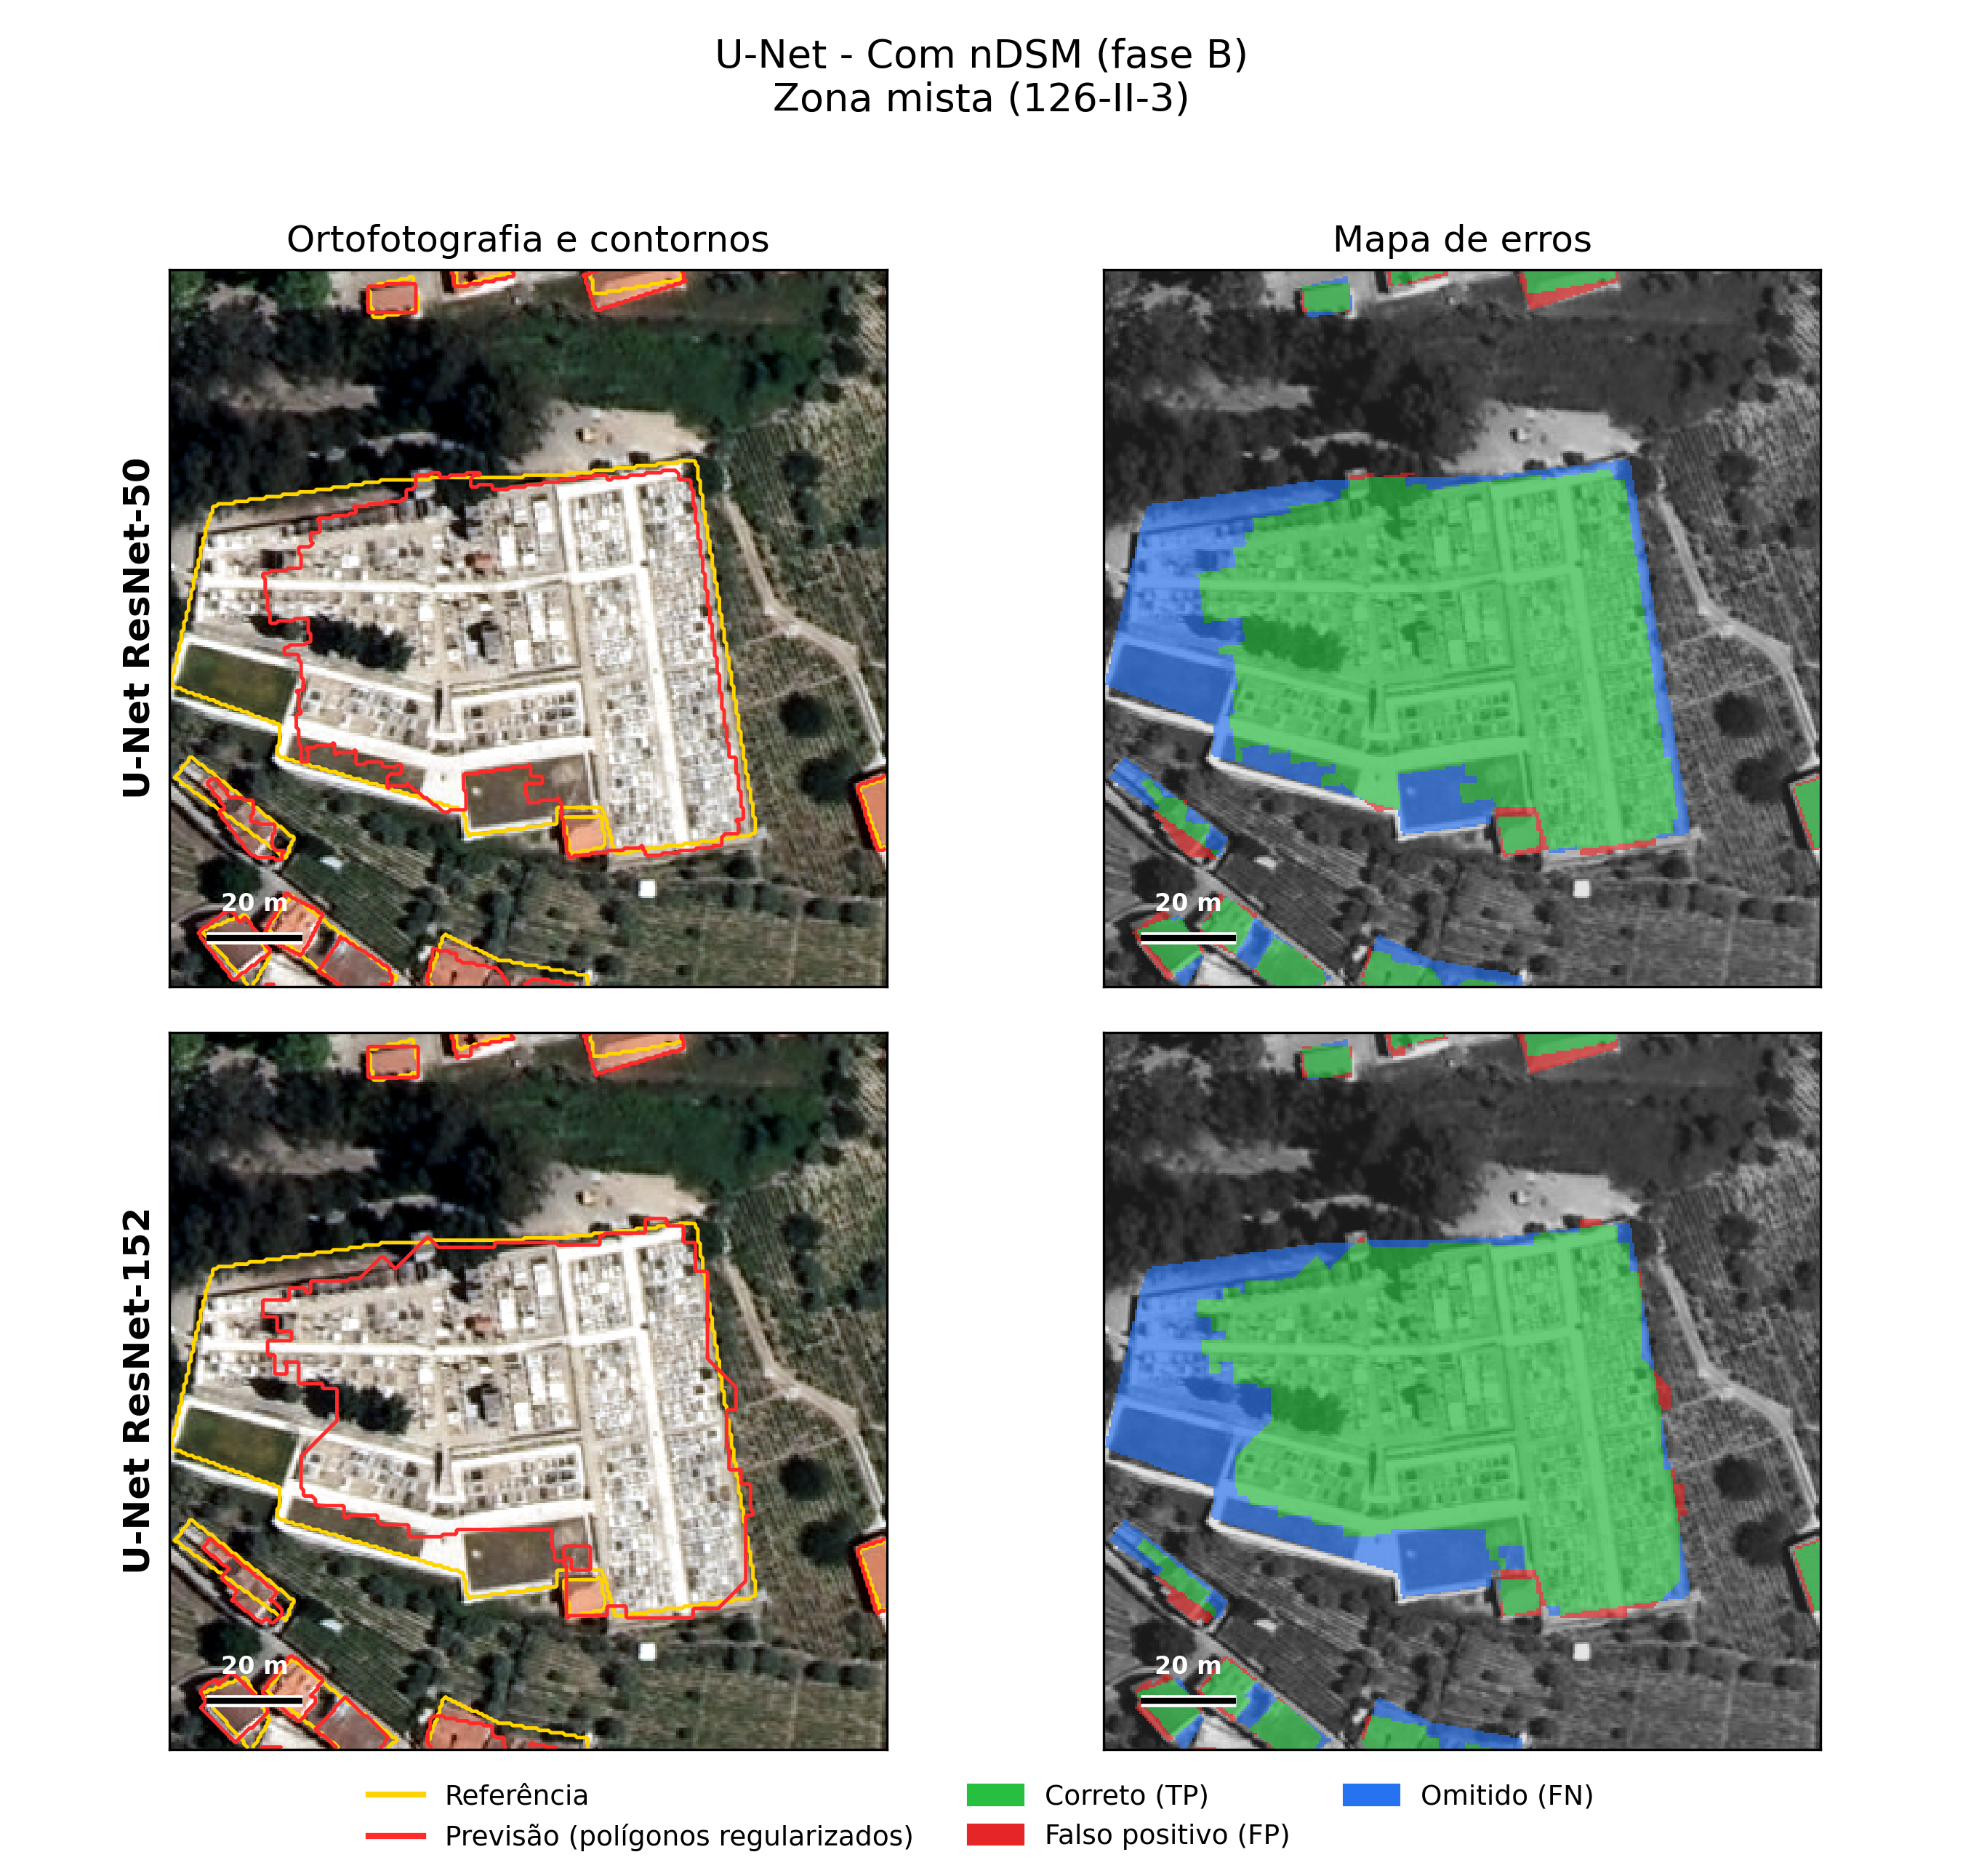 U-Net - Com nDSM (fase B)
Zona mista (126-II-3)
Ortofotografia e contornos
Mapa de erros
U-Net ResNet-50
20 m
20 m
U-Net ResNet-152
20 m
20 m
Referência
Previsão (polígonos regularizados)
Correto (TP)
Falso positivo (FP)
Omitido (FN)